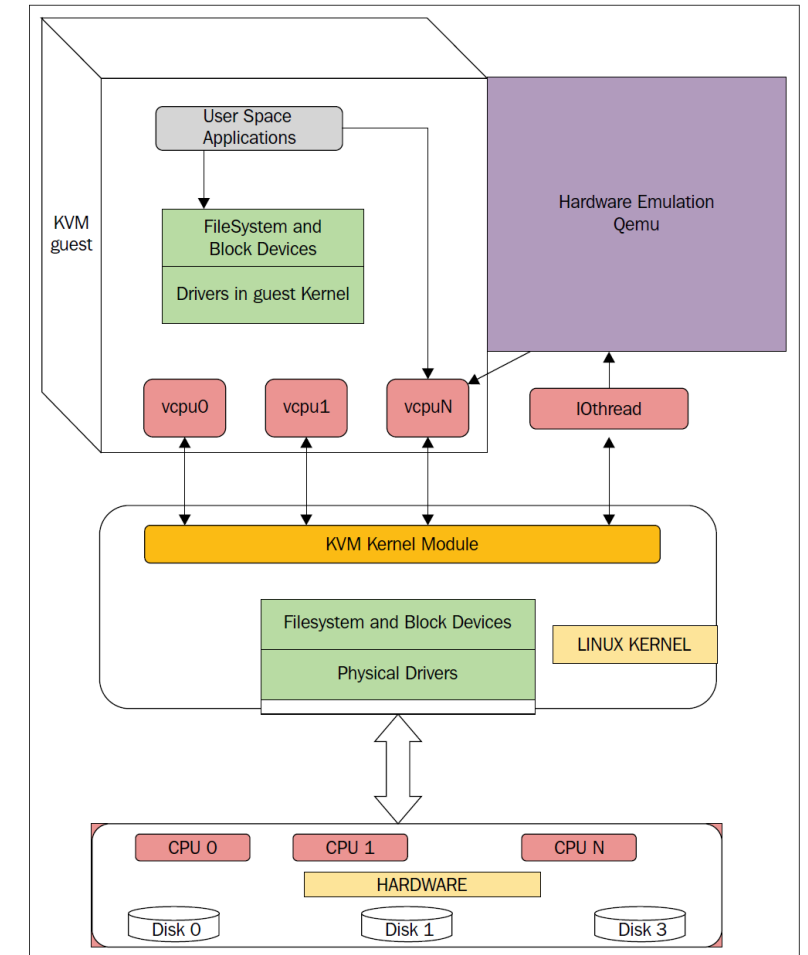 User Space
Applications
KVM
guest
FileSystem and
Block Devices
Drivers in guest Kernel
Hardware Emulation
Qemu
vcpu0
vcpu1
vcpuN
IOthread
KVM Kernel Module
Filesystem and Block Devices
Physical Drivers
LINUX KERNEL
CPU 0
CPU 1
CPU N
HARDWARE
Disk 0
Disk 1
Disk 3